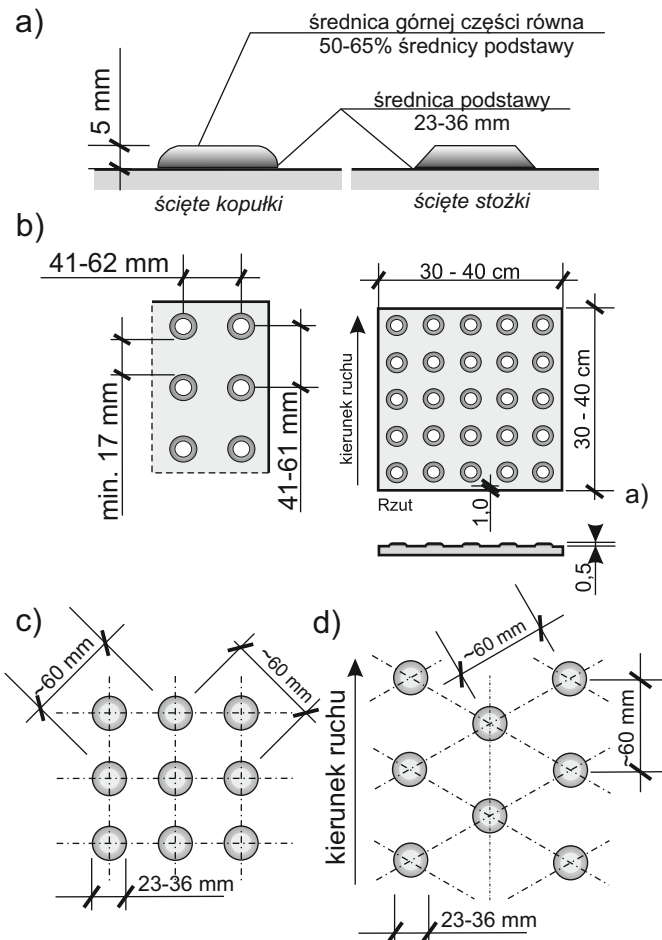 a)
średnica górnej części równa
50-65% średnicy podstawy
5 mm
średnica podstawy
23-36 mm
ścięte kopułki
ścięte stożki
b)
41-62 mm
min. 17 mm
41-61 mm
30 - 40 cm
kierunek ruchu
30 - 40 cm
Rzut
1,0
a)
0,5
c)
~60 mm
~60 mm
23-36 mm
d)
~60 mm
kierunek ruchu
~60 mm
23-36 mm